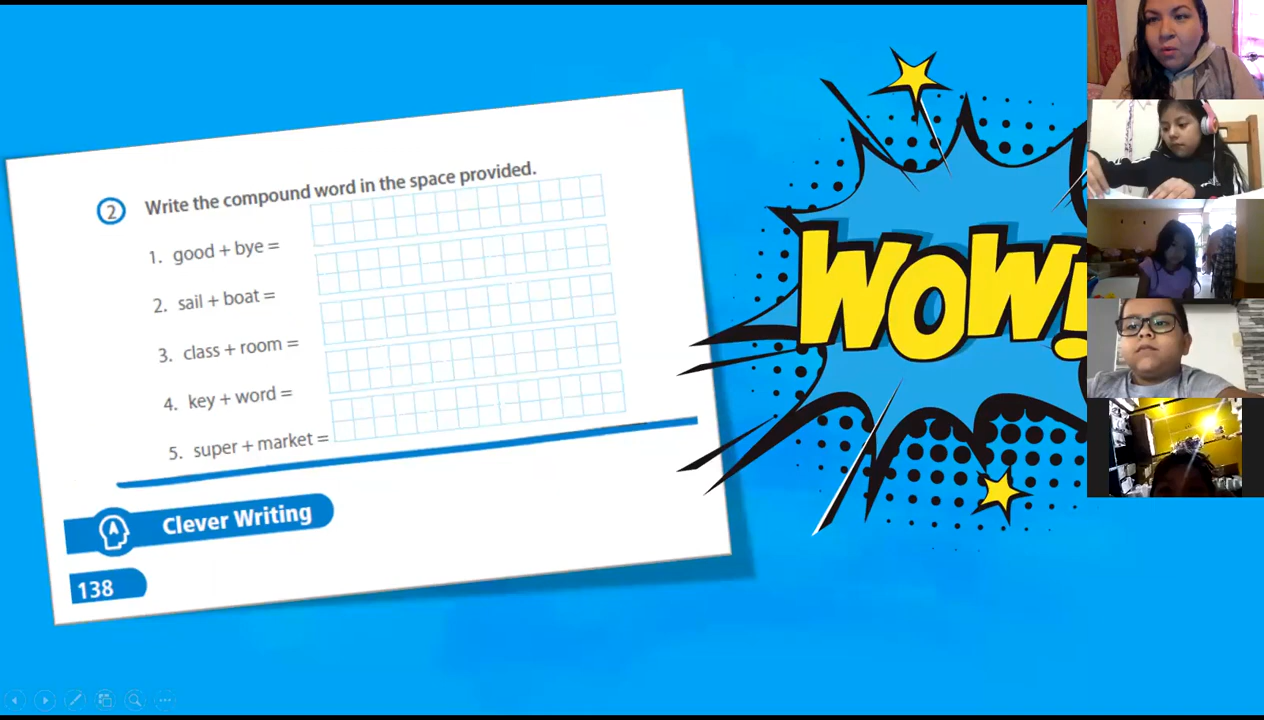 2 Write the compound word in the space provided.
1. good + bye =
2. sail + boat =
3. class + room =
4. key + word =
5. super + market =
A Clever Writing
138
WOW!